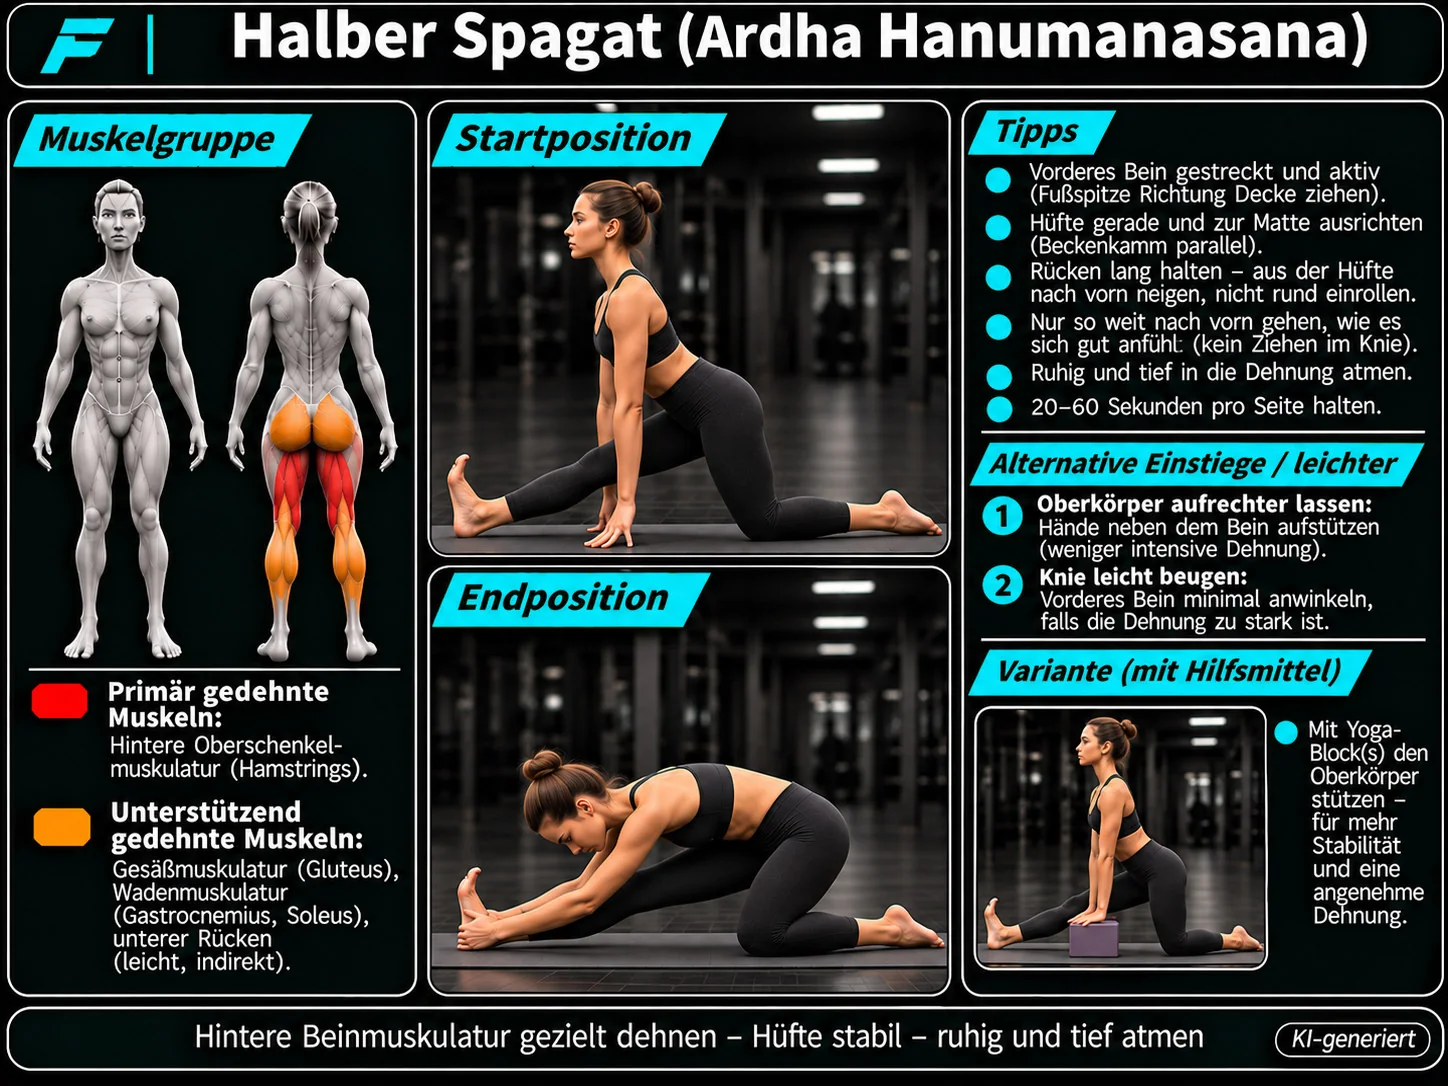 F
Halber Spagat (Ardha Hanumanasana)
Muskelgruppe
Primär gedehnte
Muskeln:
Hintere Oberschenkel-
muskulatur (Hamstrings).
Unterstützend
gedehnte Muskeln:
Gesäßmuskulatur (Gluteus),
Wadenmuskulatur
(Gastrocnemius, Soleus),
unterer Rücken
(leicht, indirekt).
Startposition
Endposition
Tipps
Vorderes Bein gestreckt und aktiv
(Fußspitze Richtung Decke ziehen).
Hüfte gerade und zur Matte ausrichten
(Beckenkamm parallel).
Rücken lang halten – aus der Hüfte
nach vorn neigen, nicht rund einrollen.
Nur so weit nach vorn gehen, wie es
sich gut anfühlt (kein Ziehen im Knie).
Ruhig und tief in die Dehnung atmen.
20–60 Sekunden pro Seite halten.
Alternative Einstiege / leichter
1 Oberkörper aufrechter lassen:
Hände neben dem Bein aufstützen
(weniger intensive Dehnung).
2 Knie leicht beugen:
Vorderes Bein minimal anwinkeln,
falls die Dehnung zu stark ist.
Variante (mit Hilfsmittel)
Mit Yoga-
Block(s) den
Oberkörper
stützen –
für mehr
Stabilität
und eine
angenehme
Dehnung.
Hintere Beinmuskulatur gezielt dehnen – Hüfte stabil – ruhig und tief atmen
KI-generiert